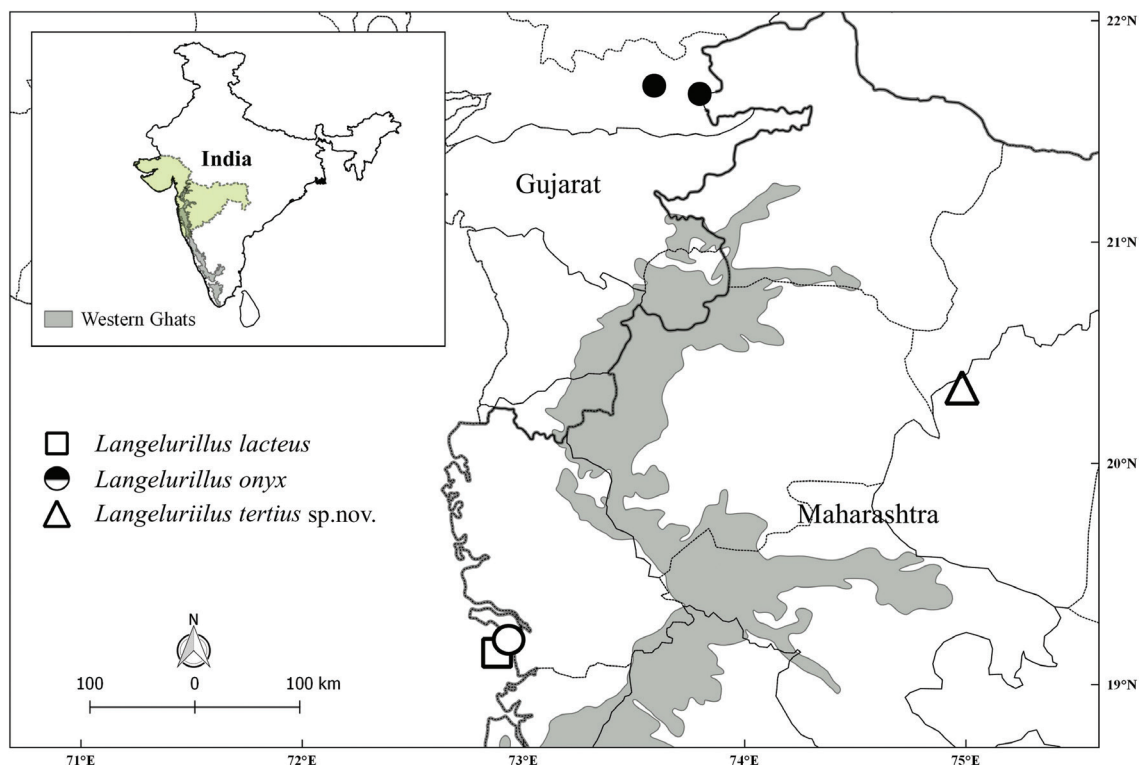 India
Western Ghats
Gujarat
Maharashtra
Langelurillus lacteus
Langelurillus onyx
Langeluriilus tertius sp.nov.
N
100 0 100 km
22°N
21°N
20°N
19°N
71°E 72°E 73°E 74°E 75°E